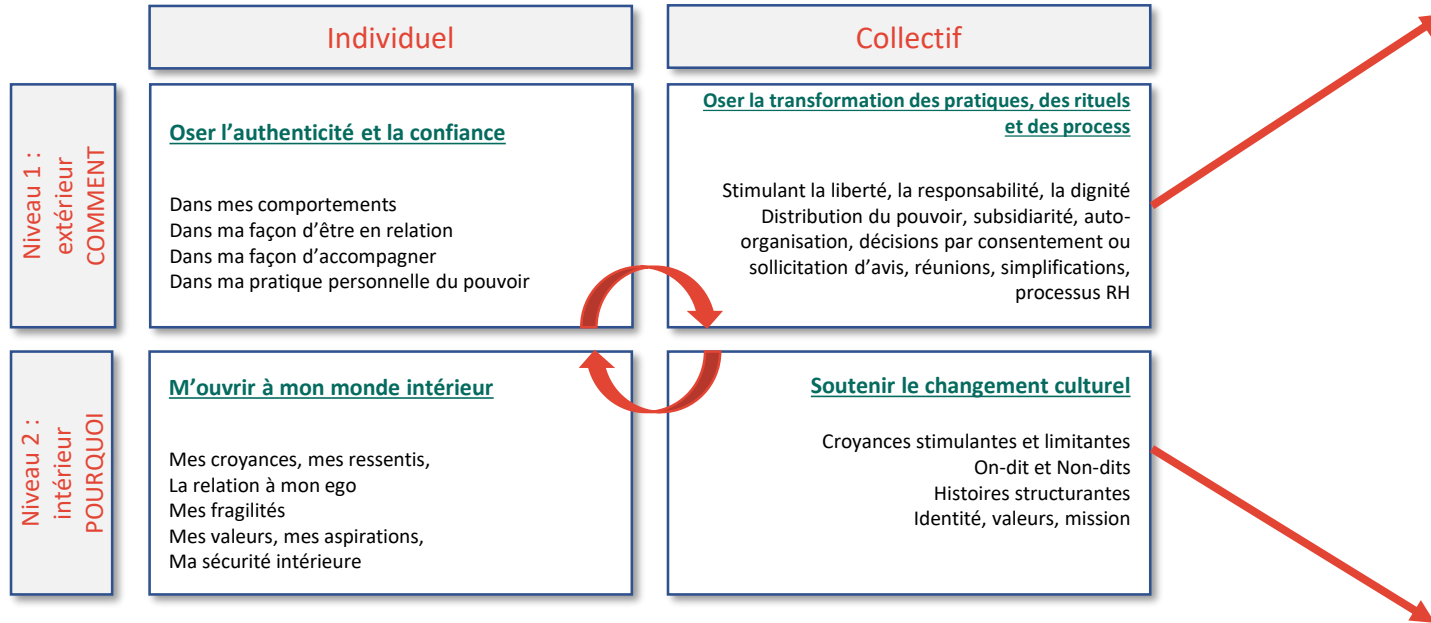 Individuel
Collectif
Niveau 1 :
extérieur
COMMENT
Oser l’authenticité et la confiance
Dans mes comportements
Dans ma façon d’être en relation
Dans ma façon d’accompagner
Dans ma pratique personnelle du pouvoir
Oser la transformation des pratiques, des rituels
et des process
Stimulant la liberté, la responsabilité, la dignité
Distribution du pouvoir, subsidiarité, auto-
organisation, décisions par consentement ou
sollicitation d’avis, réunions, simplifications,
processus RH
Niveau 2 :
intérieur
POURQUOI
M’ouvrir à mon monde intérieur
Mes croyances, mes ressentis,
La relation à mon ego
Mes fragilités
Mes valeurs, mes aspirations,
Ma sécurité intérieure
Soutenir le changement culturel
Croyances stimulantes et limitantes
On-dit et Non-dits
Histoires structurantes
Identité, valeurs, mission